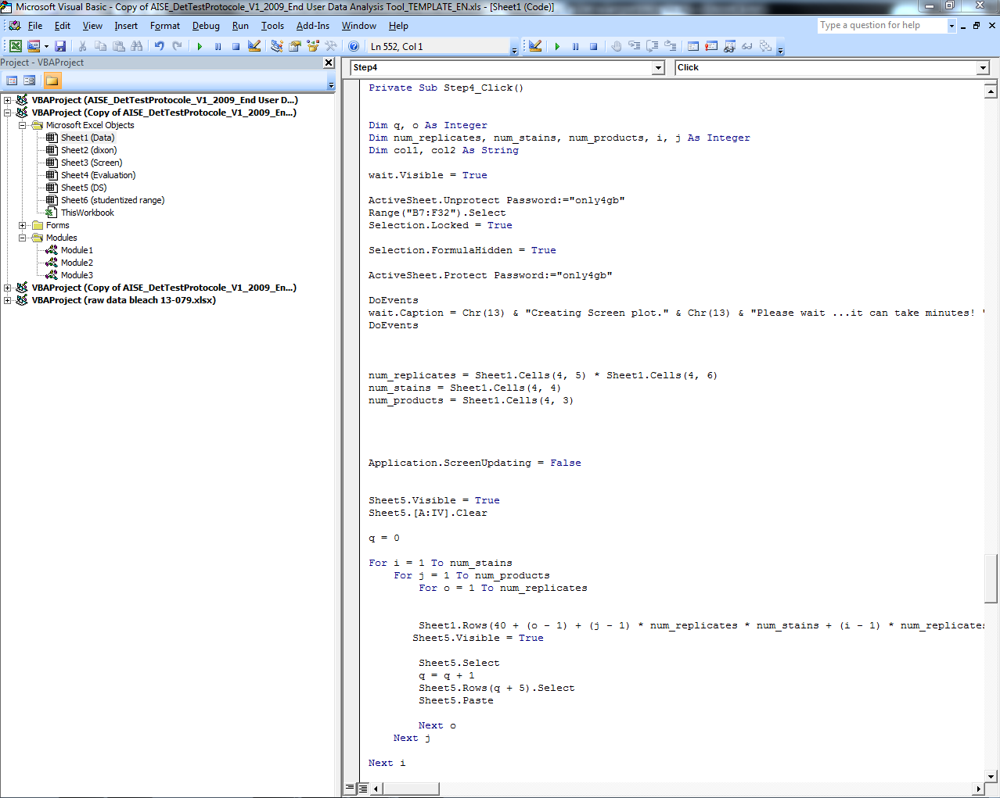 Microsoft Visual Basic - Copy of AISE_DetTestProtocole_V1_2009_End User Data Analysis Tool_TEMPLATE_EN.xls - [Sheet1 (Code)]
File Edit View Insert Format Debug Run Tools Add-Ins Window Help
Type a question for help
Ln 552, Col 1
Project - VBAProject
VBAProject (AISE_DetTestProtocole_V1_2009_End User D...)
VBAProject (Copy of AISE_DetTestProtocole_V1_2009_En...)
Microsoft Excel Objects
Sheet1 (Data)
Sheet2 (dixon)
Sheet3 (Screen)
Sheet4 (Evaluation)
Sheet5 (DS)
Sheet6 (studentized range)
ThisWorkbook
Forms
Modules
Module1
Module2
Module3
VBAProject (Copy of AISE_DetTestProtocole_V1_2009_En...)
VBAProject (raw data bleach 13-079.xlsx)
Step4
Click
Private Sub Step4_Click()
Dim q, o As Integer
Dim num_replicates, num_stains, num_products, i, j As Integer
Dim col1, col2 As String
wait.Visible = True
ActiveSheet.Unprotect Password:="only4gb"
Range("B7:F32").Select
Selection.Locked = True
Selection.FormulaHidden = True
ActiveSheet.Protect Password:="only4gb"
DoEvents
wait.Caption = Chr(13) & "Creating Screen plot." & Chr(13) & "Please wait ...it can take minutes! "
DoEvents
num_replicates = Sheet1.Cells(4, 5) * Sheet1.Cells(4, 6)
num_stains = Sheet1.Cells(4, 4)
num_products = Sheet1.Cells(4, 3)
Application.ScreenUpdating = False
Sheet5.Visible = True
Sheet5.[A:IV].Clear
q = 0
For i = 1 To num_stains
For j = 1 To num_products
For o = 1 To num_replicates
Sheet1.Rows(40 + (o - 1) + (j - 1) * num_replicates * num_stains + (i - 1) * num_replicates
Sheet5.Visible = True
Sheet5.Select
q = q + 1
Sheet5.Rows(q + 5).Select
Sheet5.Paste
Next o
Next j
Next i